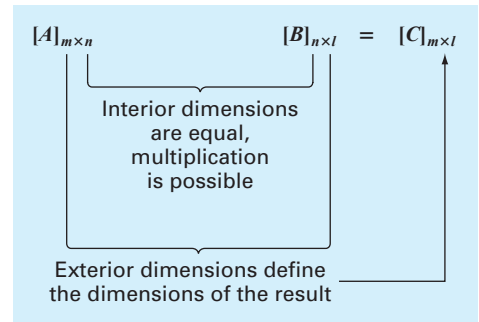 [A]m×n [B]n×l = [C]m×l
Interior dimensions
are equal,
multiplication
is possible
Exterior dimensions define
the dimensions of the result